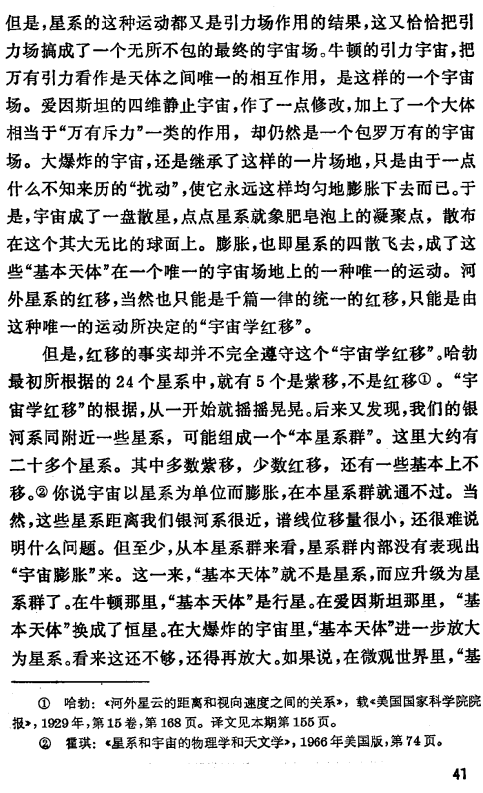 但是,星系的这种运动都又是引力场作用的结果,这又恰恰把引
力场搞成了一个无所不包的最终的宇宙场。牛顿的引力宇宙,把
万有引力看作是天体之间唯一的相互作用，是这样的一个宇宙
场。爱因斯坦的四维静止宇宙,作了一点修改,加上了一个大体
相当于“万有斥力”一类的作用，却仍然是一个包罗万有的宇宙
场。大爆炸的宇宙,还是继承了这样的一片场地,只是由于一点
什么不知来历的“扰动”,使它永远这样均匀地膨胀下去而已。于
是,宇宙成了一盘散星,点点星系就象肥皂泡上的凝聚点，散布
在这个其大无比的球面上。膨胀,也即星系的四散飞去,成了这
些“基本天体”在一个唯一的宇宙场地上的一种唯一的运动。河
外星系的红移,当然也只能是千篇一律的统一的红移,只能是由
这种唯一的运动所决定的“宇宙学红移”。
但是,红移的事实却并不完全遵守这个“宇宙学红移”。哈勃
最初所根据的24个星系中,就有5个是紫移,不是红移①。“宇
宙学红移”的根据,从一开始就摇摇晃晃。后来又发现,我们的银
河系同附近一些星系，可能组成一个“本星系群”。这里大约有
二十多个星系。其中多数紫移，少数红移，还有一些基本上不
移。②你说宇宙以星系为单位而膨胀,在本星系群就通不过。当
然,这些星系距离我们银河系很近，谱线位移量很小，还很难说
明什么问题。但至少,从本星系群来看,星系群内部没有表现出
“宇宙膨胀”来。这一来,“基本天体”就不是星系,而应升级为星
系群了。在牛顿那里,“基本天体”是行星。在爱因斯坦那里，“基
本天体”换成了恒星。在大爆炸的宇宙里,“基本天体”进一步放大
为星系。看来这还不够,还得再放大。如果说,在微观世界里,“基
①　哈勃：《河外星云的距离和视向速度之间的关系》，载《美国国家科学院院
报》,1929年,第15卷,第168页。译文见本期第155页。
②　霍琪：《星系和宇宙的物理学和天文学》,1966年美国版,第74页。
41